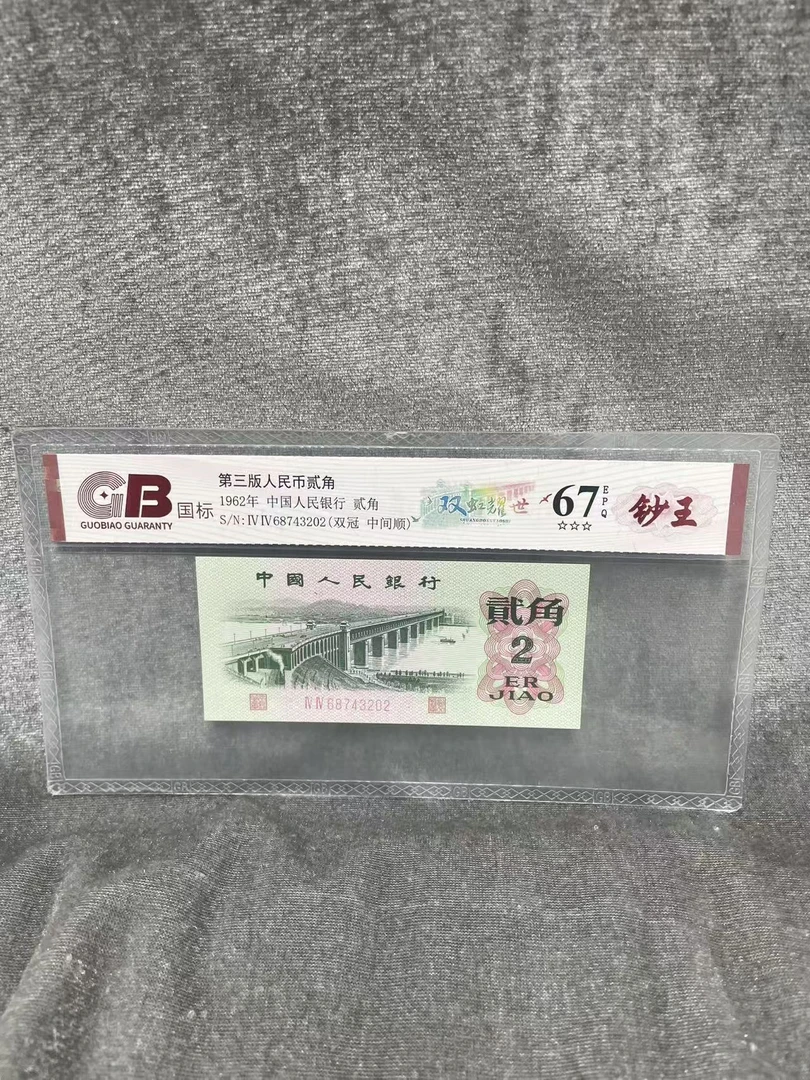 GB
国标
GUOBIAO GUARANTY
第三版人民币贰角
1962年 中国人民银行 贰角
S/N:ⅣⅣ68743202(双冠 中间顺)
双虹耀世
67
EPQ
☆☆☆
钞王
中國人民銀行
貳角
2
ER
JIAO
ⅣⅣ68743202